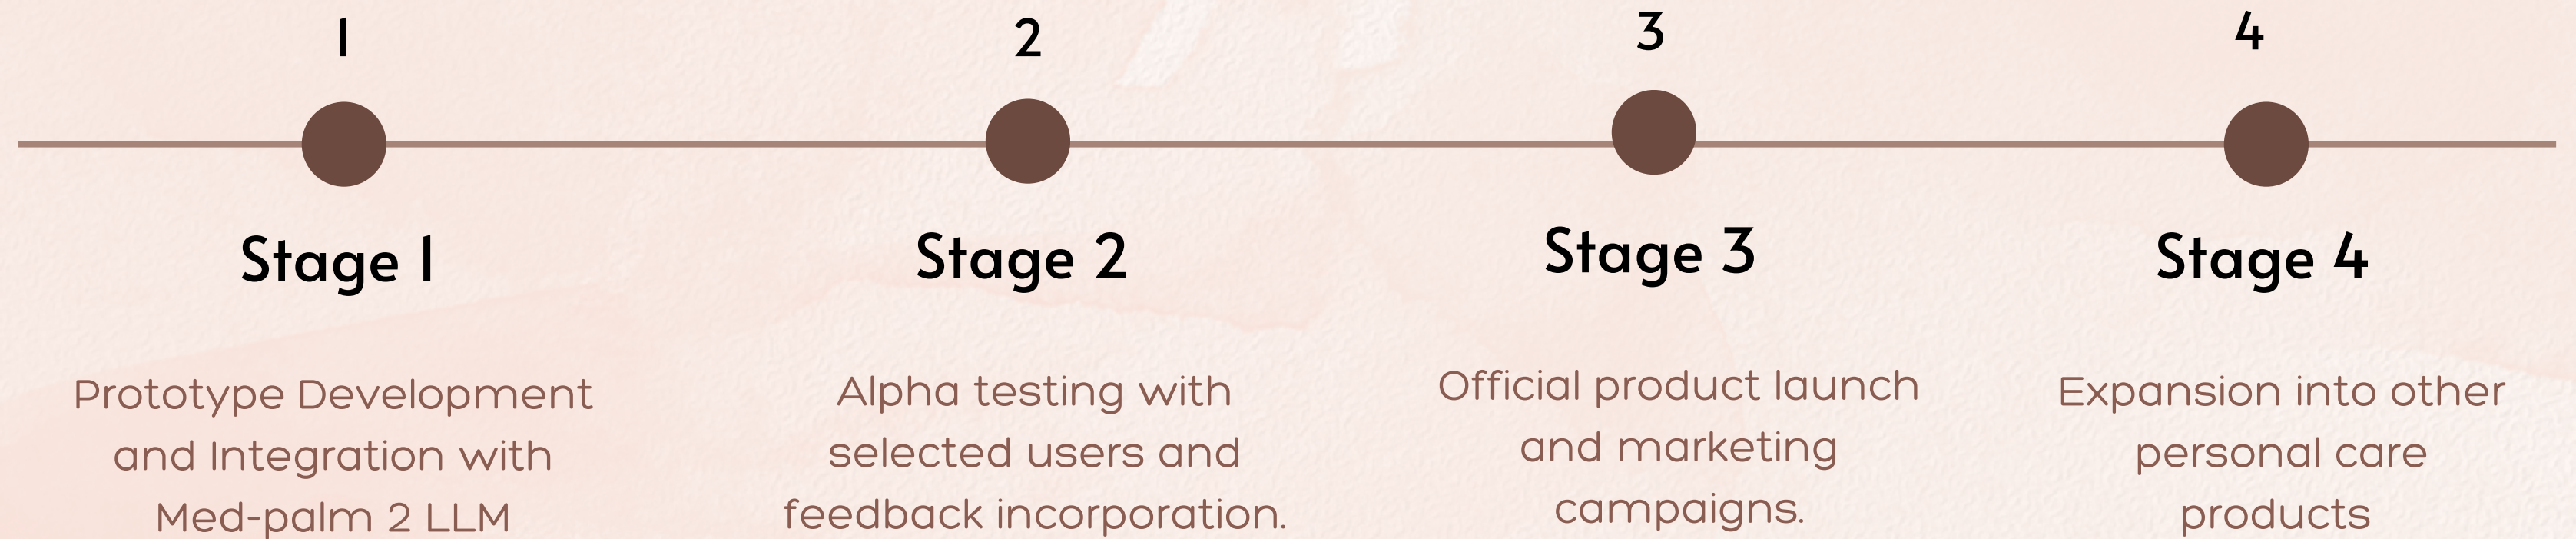 1
2
3
4
Stage 1
Stage 2
Stage 3
Stage 4
Prototype Development
and Integration with
Med-palm 2 LLM
Alpha testing with
selected users and
feedback incorporation.
Official product launch
and marketing
campaigns.
Expansion into other
personal care
products